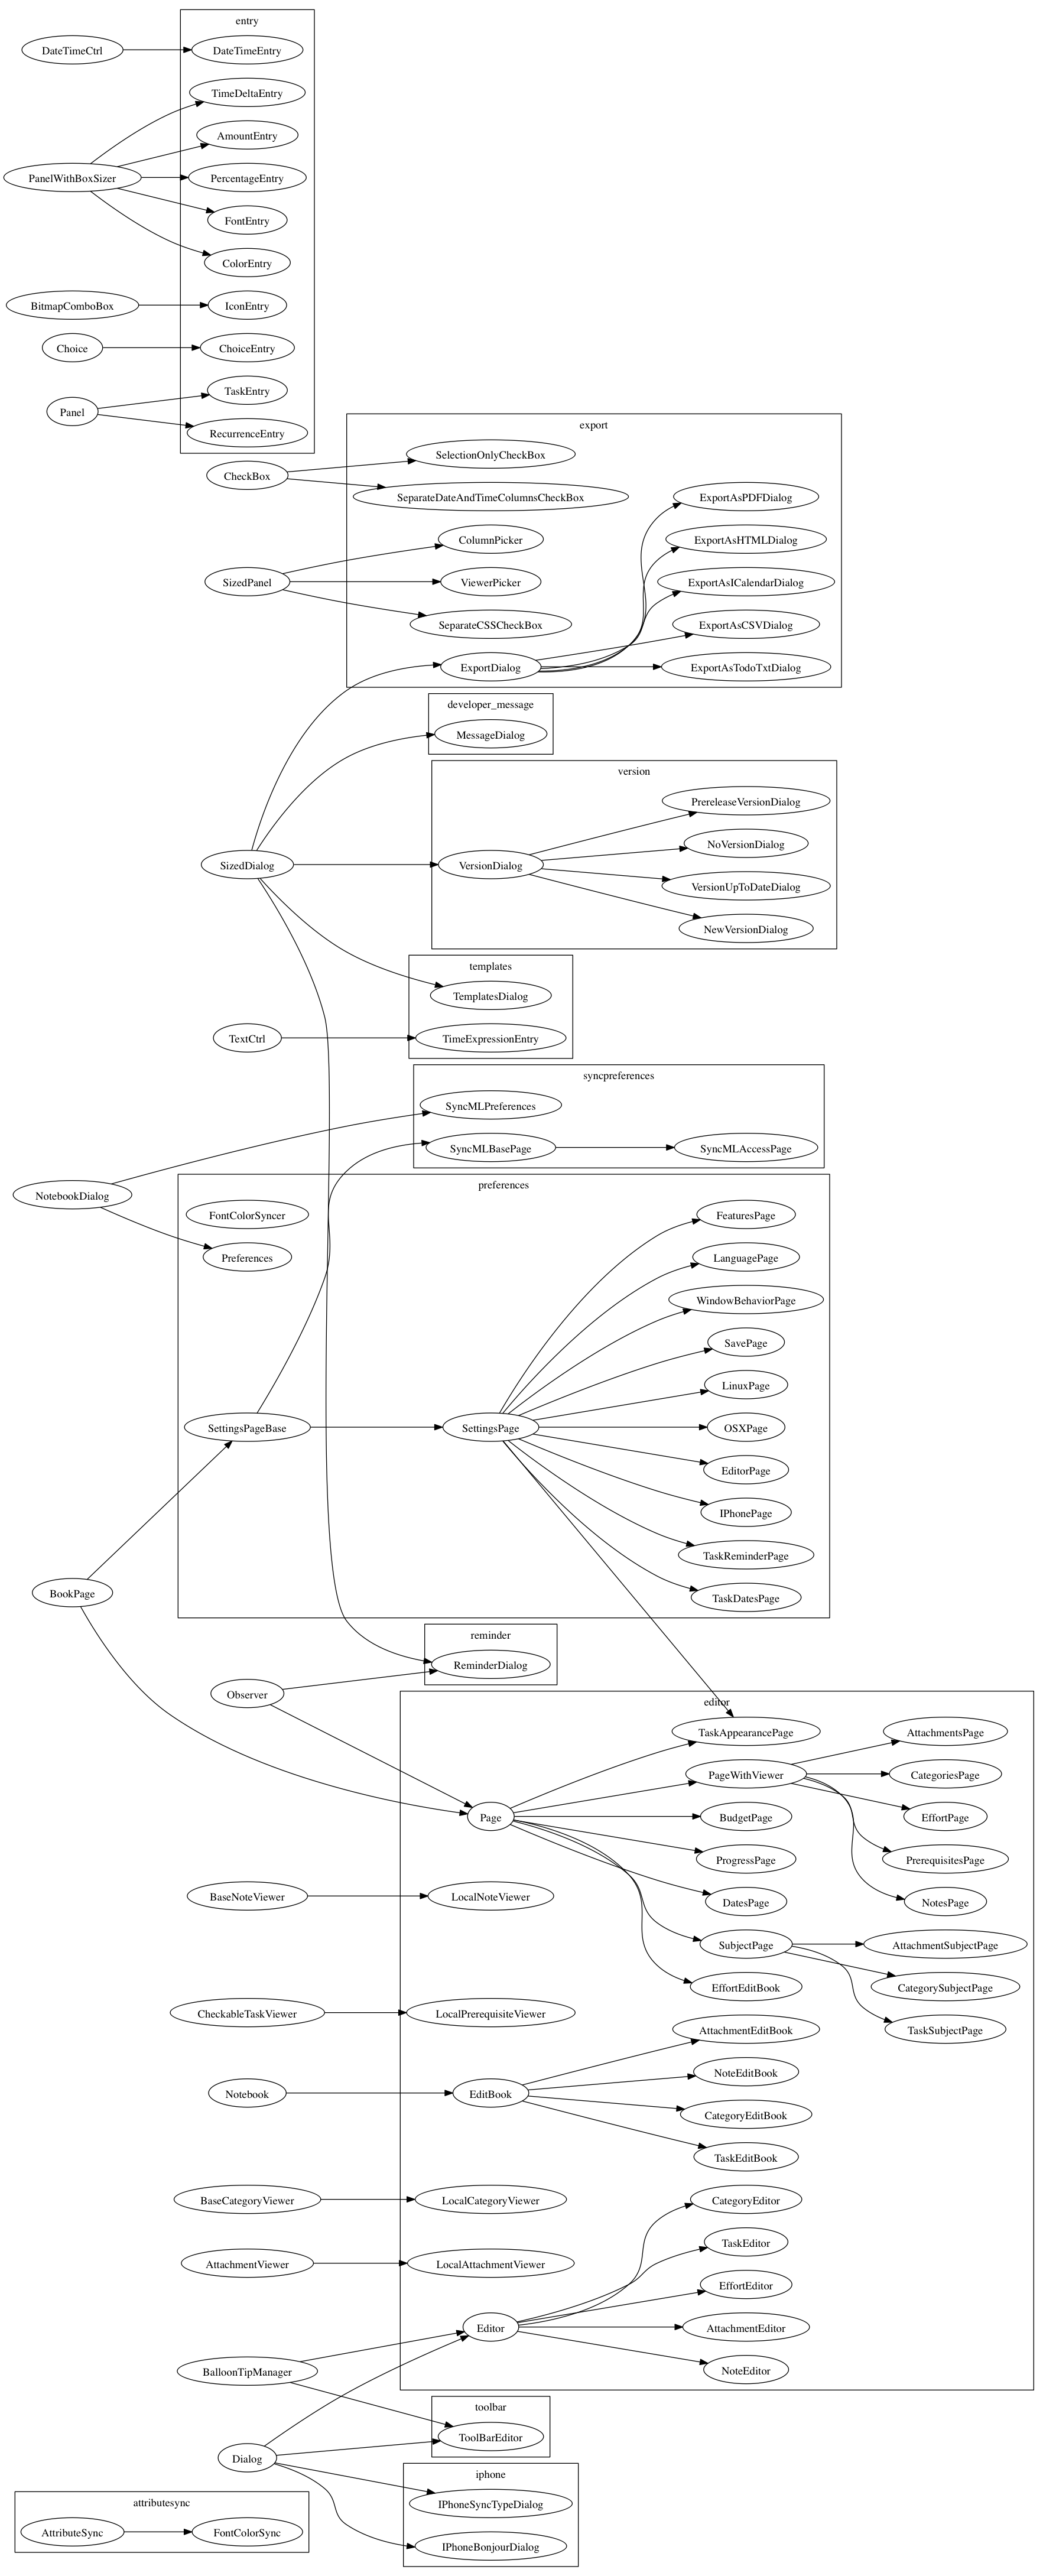 entry
DateTimeCtrl
DateTimeEntry
TimeDeltaEntry
AmountEntry
PanelWithBoxSizer
PercentageEntry
FontEntry
ColorEntry
BitmapComboBox
IconEntry
Choice
ChoiceEntry
Panel
TaskEntry
RecurrenceEntry
export
CheckBox
SelectionOnlyCheckBox
SeparateDateAndTimeColumnsCheckBox
ExportAsPDFDialog
ColumnPicker
ExportAsHTMLDialog
SizedPanel
ViewerPicker
ExportAsICalendarDialog
SeparateCSSCheckBox
ExportAsCSVDialog
ExportDialog
ExportAsTodoTxtDialog
developer_message
MessageDialog
version
PrereleaseVersionDialog
NoVersionDialog
SizedDialog
VersionDialog
VersionUpToDateDialog
NewVersionDialog
templates
TemplatesDialog
TextCtrl
TimeExpressionEntry
syncpreferences
SyncMLPreferences
SyncMLBasePage
SyncMLAccessPage
NotebookDialog
preferences
FontColorSyncer
FeaturesPage
Preferences
LanguagePage
WindowBehaviorPage
SavePage
LinuxPage
SettingsPageBase
SettingsPage
OSXPage
EditorPage
IPhonePage
TaskReminderPage
BookPage
TaskDatesPage
reminder
ReminderDialog
Observer
editor
TaskAppearancePage
AttachmentsPage
PageWithViewer
CategoriesPage
Page
BudgetPage
EffortPage
ProgressPage
PrerequisitesPage
BaseNoteViewer
LocalNoteViewer
DatesPage
NotesPage
SubjectPage
AttachmentSubjectPage
EffortEditBook
CategorySubjectPage
CheckableTaskViewer
LocalPrerequisiteViewer
AttachmentEditBook
TaskSubjectPage
NoteEditBook
Notebook
EditBook
CategoryEditBook
TaskEditBook
BaseCategoryViewer
LocalCategoryViewer
CategoryEditor
TaskEditor
AttachmentViewer
LocalAttachmentViewer
EffortEditor
Editor
AttachmentEditor
BalloonTipManager
NoteEditor
toolbar
ToolBarEditor
Dialog
iphone
IPhoneSyncTypeDialog
IPhoneBonjourDialog
attributesync
AttributeSync
FontColorSync